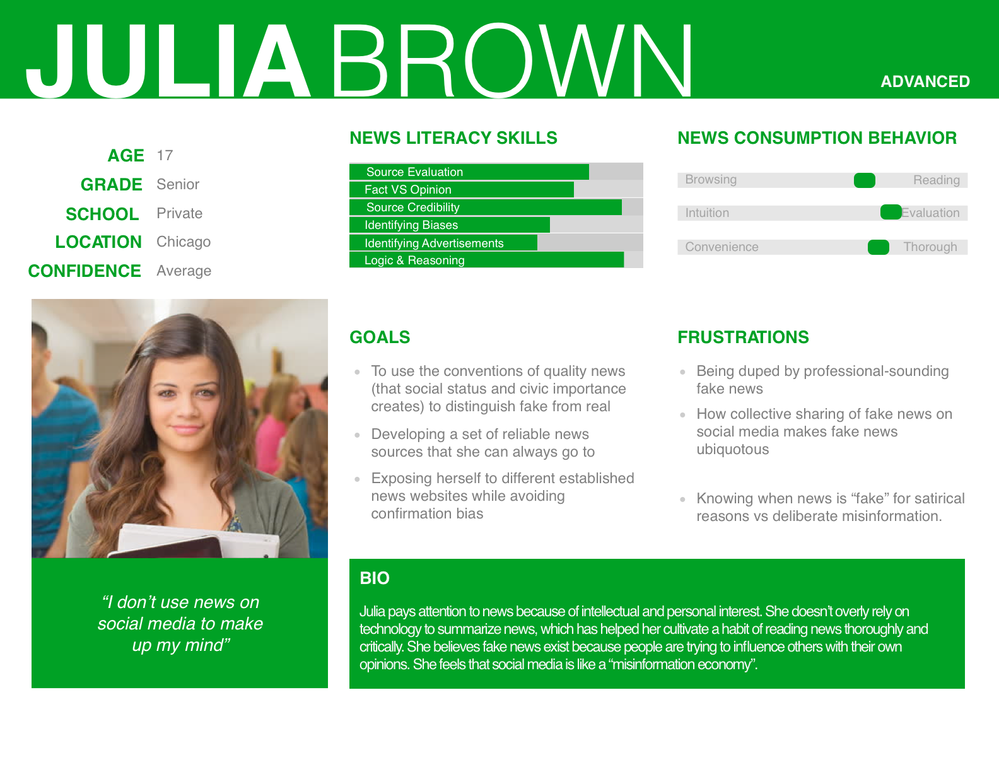 JULIA BROWN
ADVANCED
AGE 17
GRADE Senior
SCHOOL Private
LOCATION Chicago
CONFIDENCE Average
“I don’t use news on
social media to make
up my mind”
NEWS LITERACY SKILLS
Source Evaluation
Fact VS Opinion
Source Credibility
Identifying Biases
Identifying Advertisements
Logic & Reasoning
NEWS CONSUMPTION BEHAVIOR
Browsing Reading
Intuition Evaluation
Convenience Thorough
GOALS
• To use the conventions of quality news
(that social status and civic importance
creates) to distinguish fake from real
• Developing a set of reliable news
sources that she can always go to
• Exposing herself to different established
news websites while avoiding
confirmation bias
FRUSTRATIONS
• Being duped by professional-sounding
fake news
• How collective sharing of fake news on
social media makes fake news
ubiquotous
• Knowing when news is “fake” for satirical
reasons vs deliberate misinformation.
BIO
Julia pays attention to news because of intellectual and personal interest. She doesn’t overly rely on
technology to summarize news, which has helped her cultivate a habit of reading news thoroughly and
critically. She believes fake news exist because people are trying to influence others with their own
opinions. She feels that social media is like a “misinformation economy”.